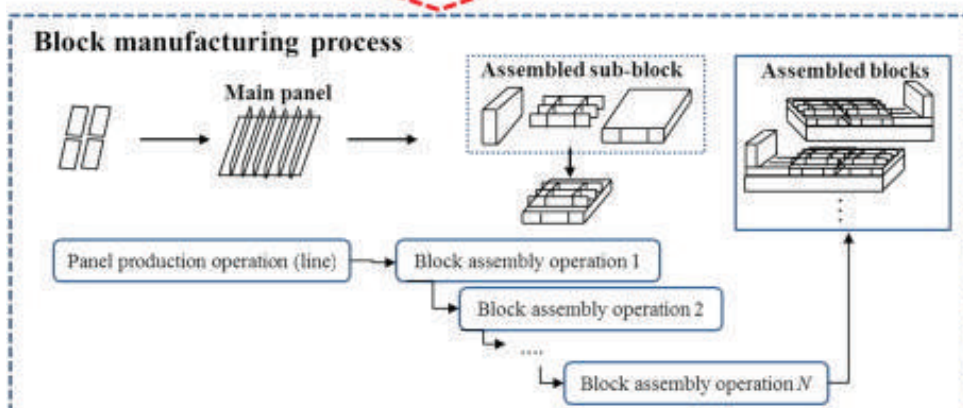 Block manufacturing process
Main panel
Assembled sub-block
Assembled blocks
Panel production operation (line)
Block assembly operation 1
Block assembly operation 2
....
Block assembly operation N